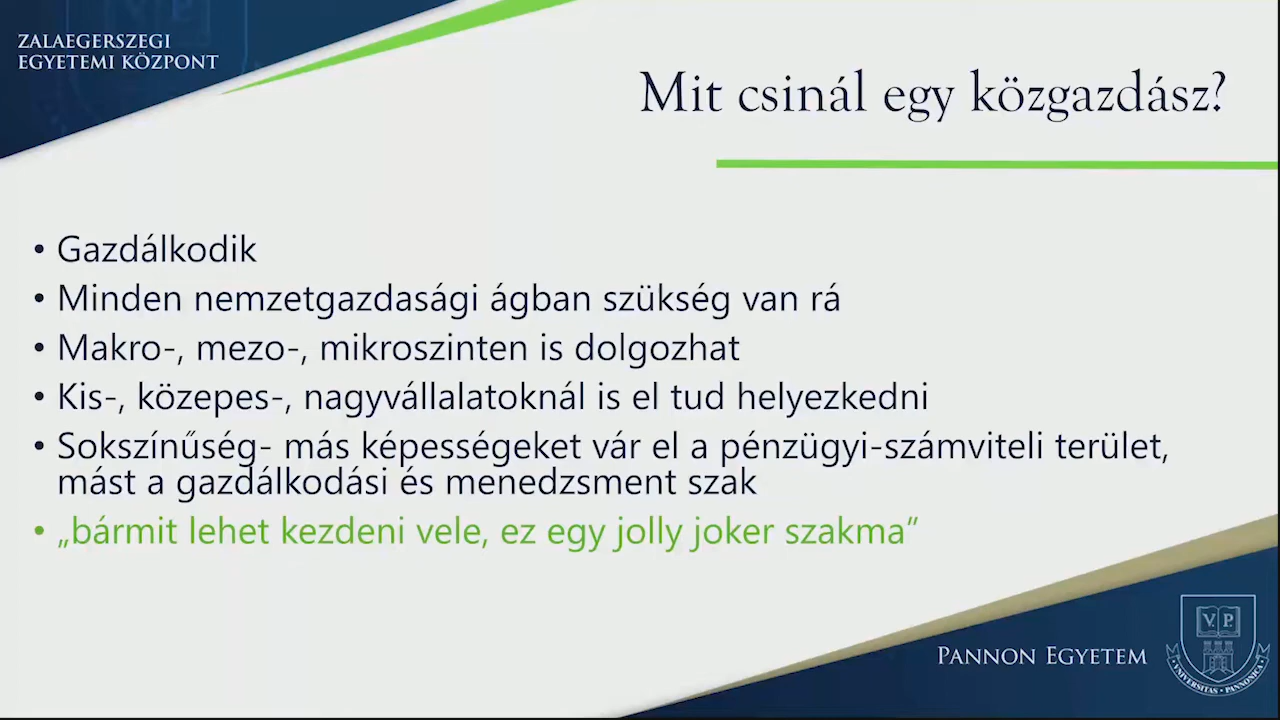 ZALAEGERSZEGI
EGYETEMI KÖZPONT
Mit csinál egy közgazdász?
• Gazdálkodik
• Minden nemzetgazdasági ágban szükség van rá
• Makro-, mezo-, mikroszinten is dolgozhat
• Kis-, közepes-, nagyvállalatoknál is el tud helyezkedni
• Sokszínűség- más képességeket vár el a pénzügyi-számviteli terület,
mást a gazdálkodási és menedzsment szak
• „bármit lehet kezdeni vele, ez egy jolly joker szakma”
PANNON EGYETEM
V. P.
UNIVERSITAS • PANNONICA